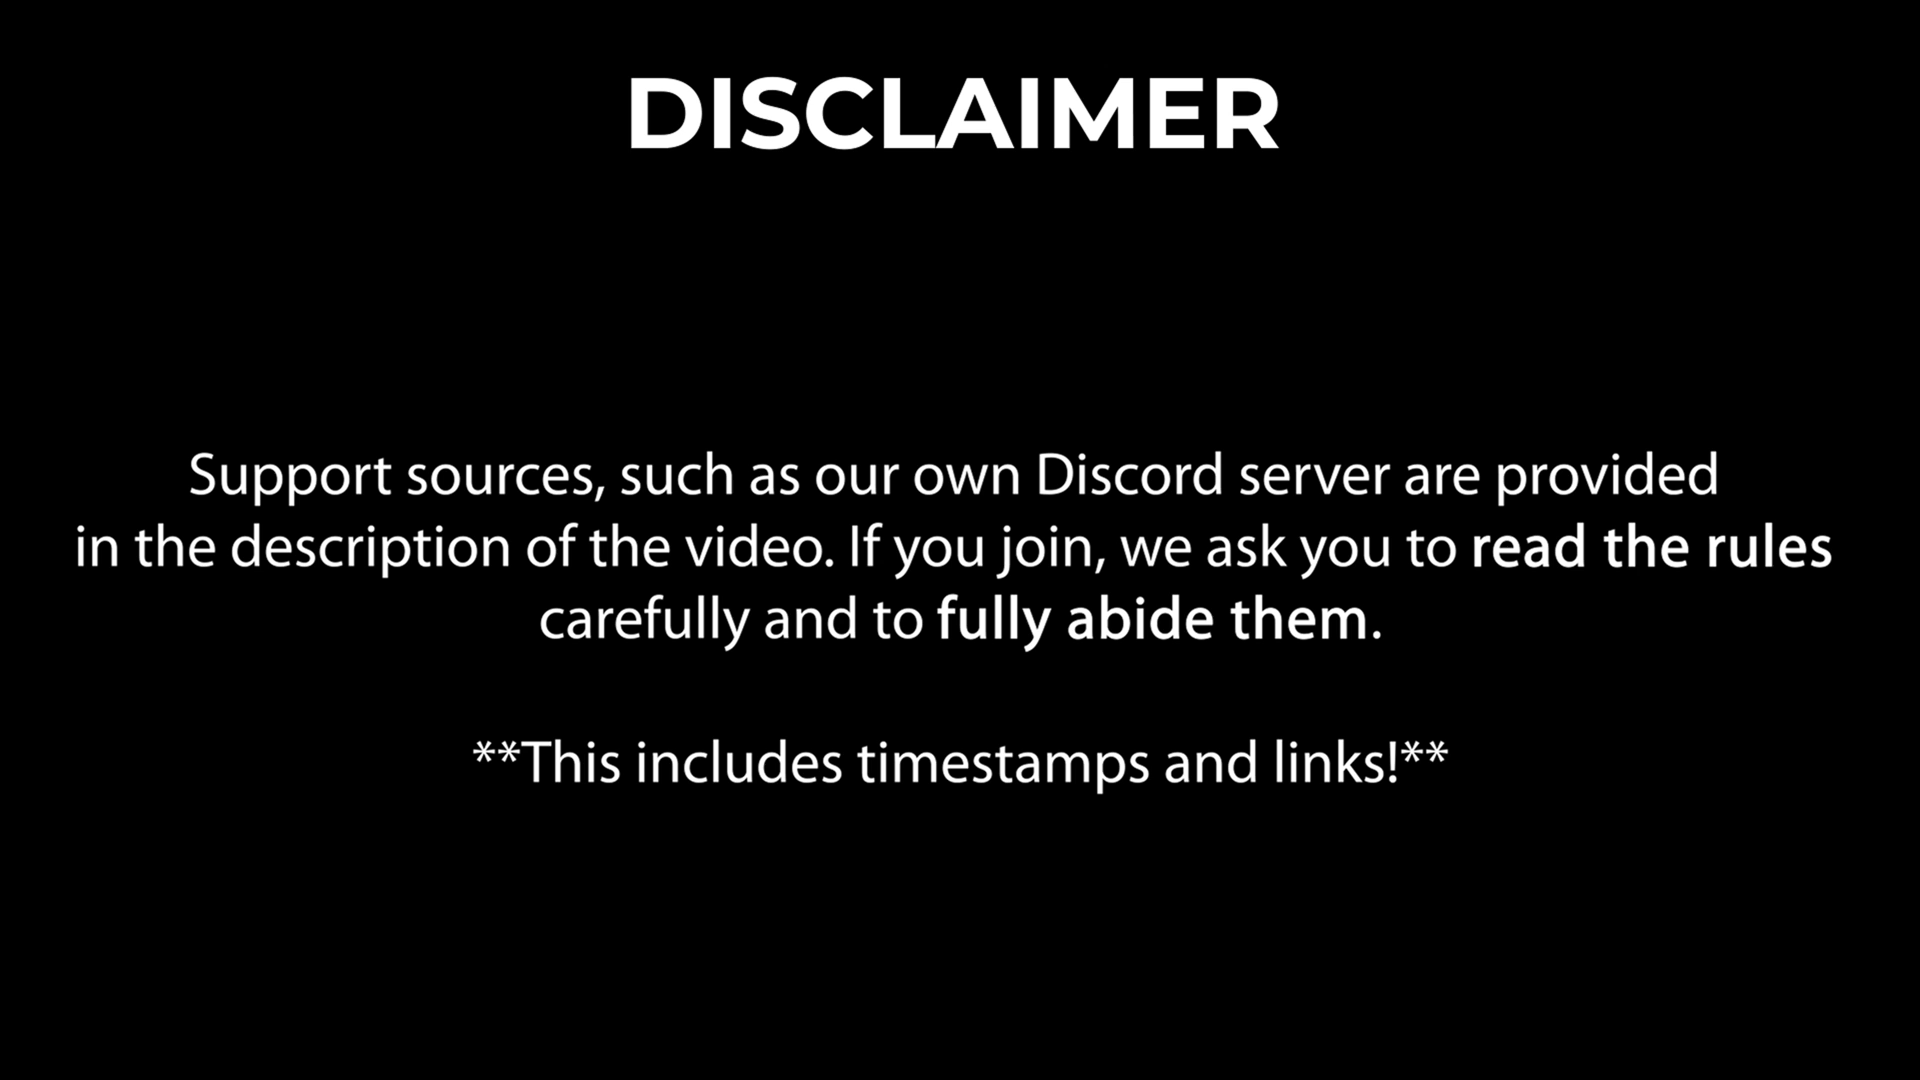 DISCLAIMER
Support sources, such as our own Discord server are provided
in the description of the video. If you join, we ask you to read the rules
carefully and to fully abide them.
**This includes timestamps and links!**